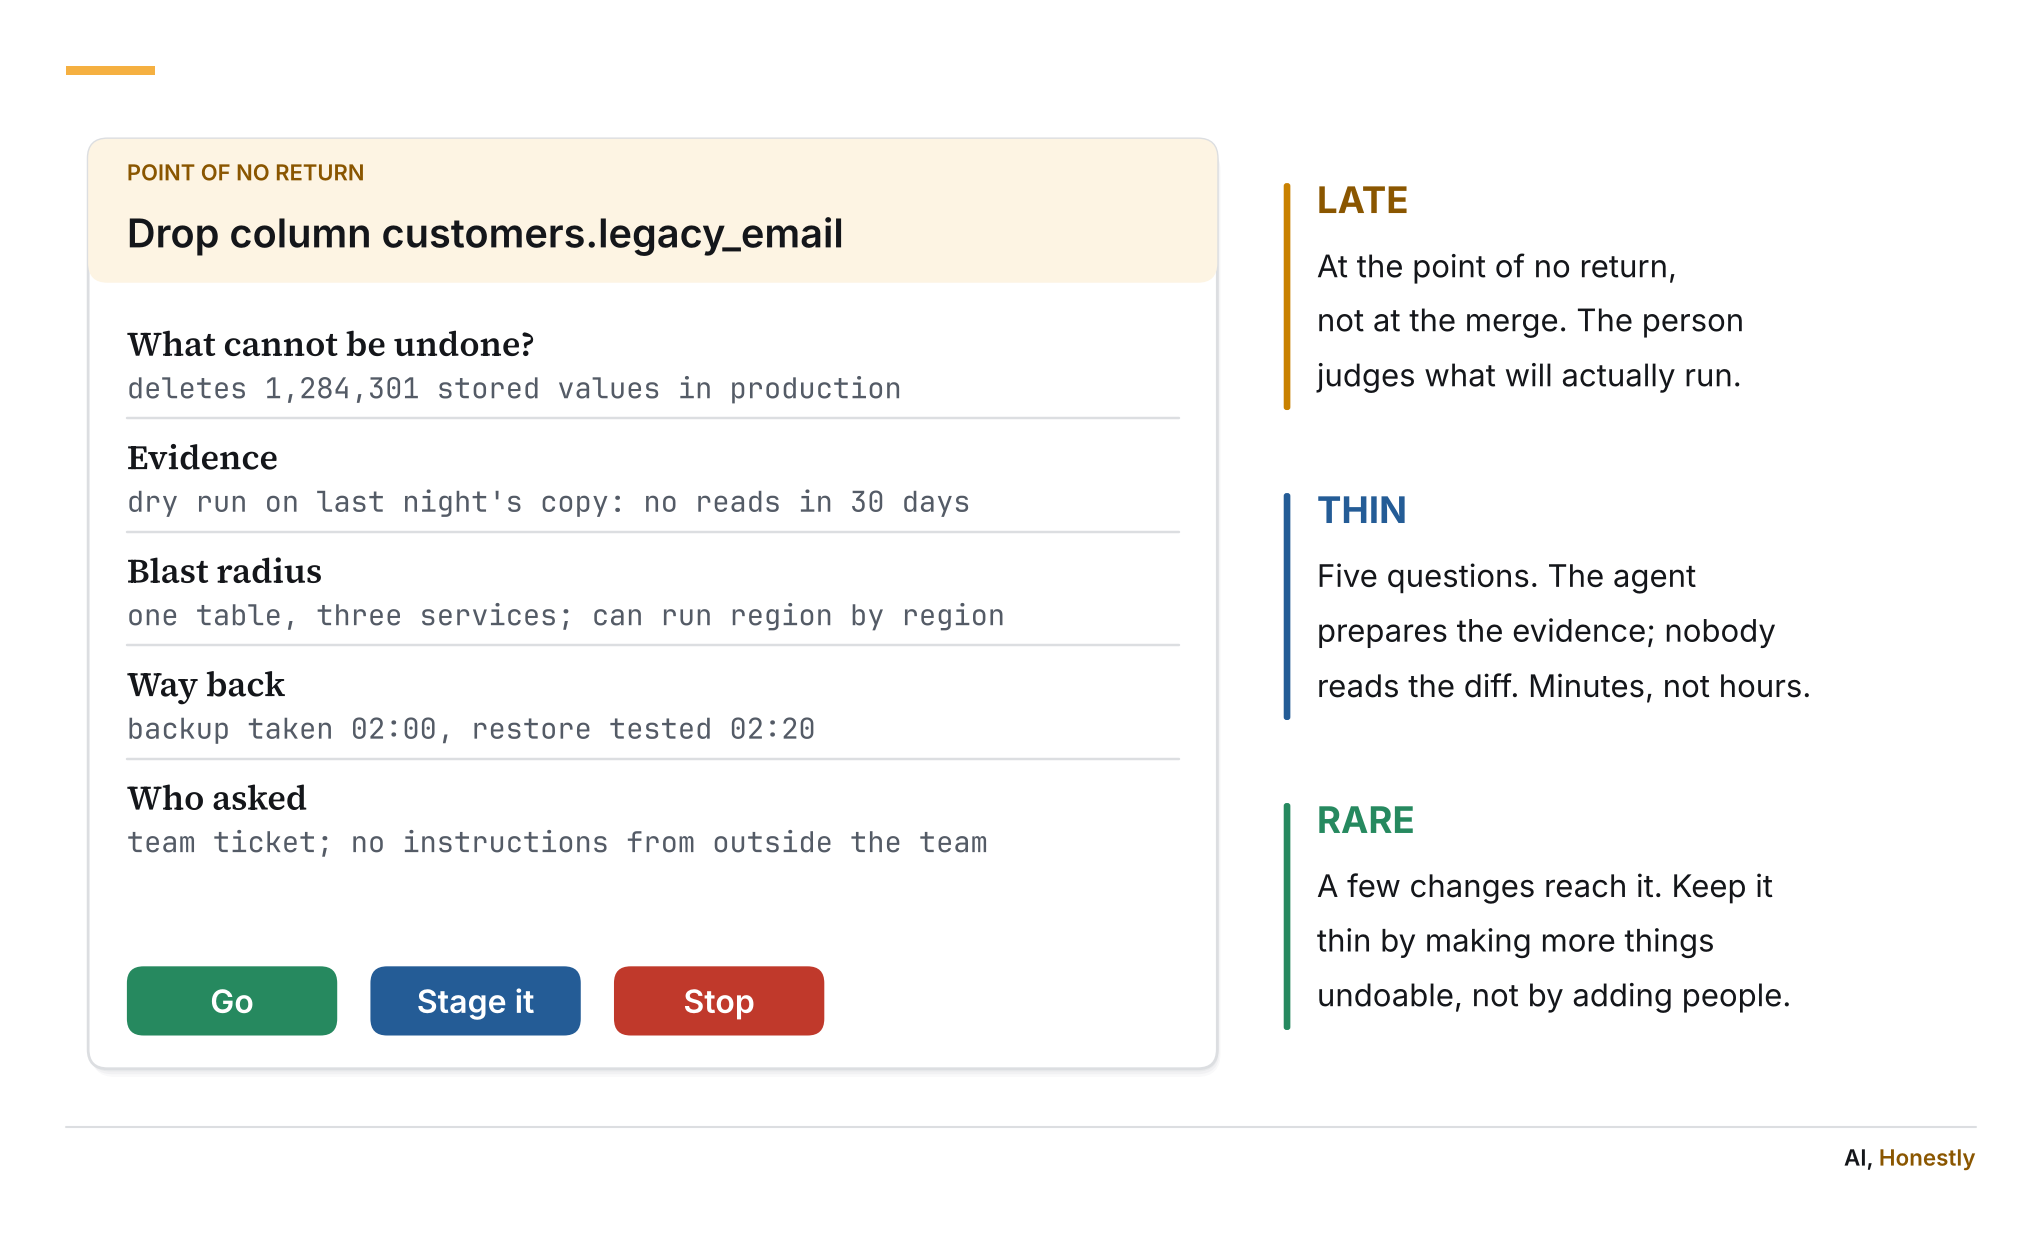 POINT OF NO RETURN
Drop column customers.legacy_email
What cannot be undone?
deletes 1,284,301 stored values in production
Evidence
dry run on last night's copy: no reads in 30 days
Blast radius
one table, three services; can run region by region
Way back
backup taken 02:00, restore tested 02:20
Who asked
team ticket; no instructions from outside the team
Go
Stage it
Stop
LATE
At the point of no return,
not at the merge. The person
judges what will actually run.
THIN
Five questions. The agent
prepares the evidence; nobody
reads the diff. Minutes, not hours.
RARE
A few changes reach it. Keep it
thin by making more things
undoable, not by adding people.
AI, Honestly